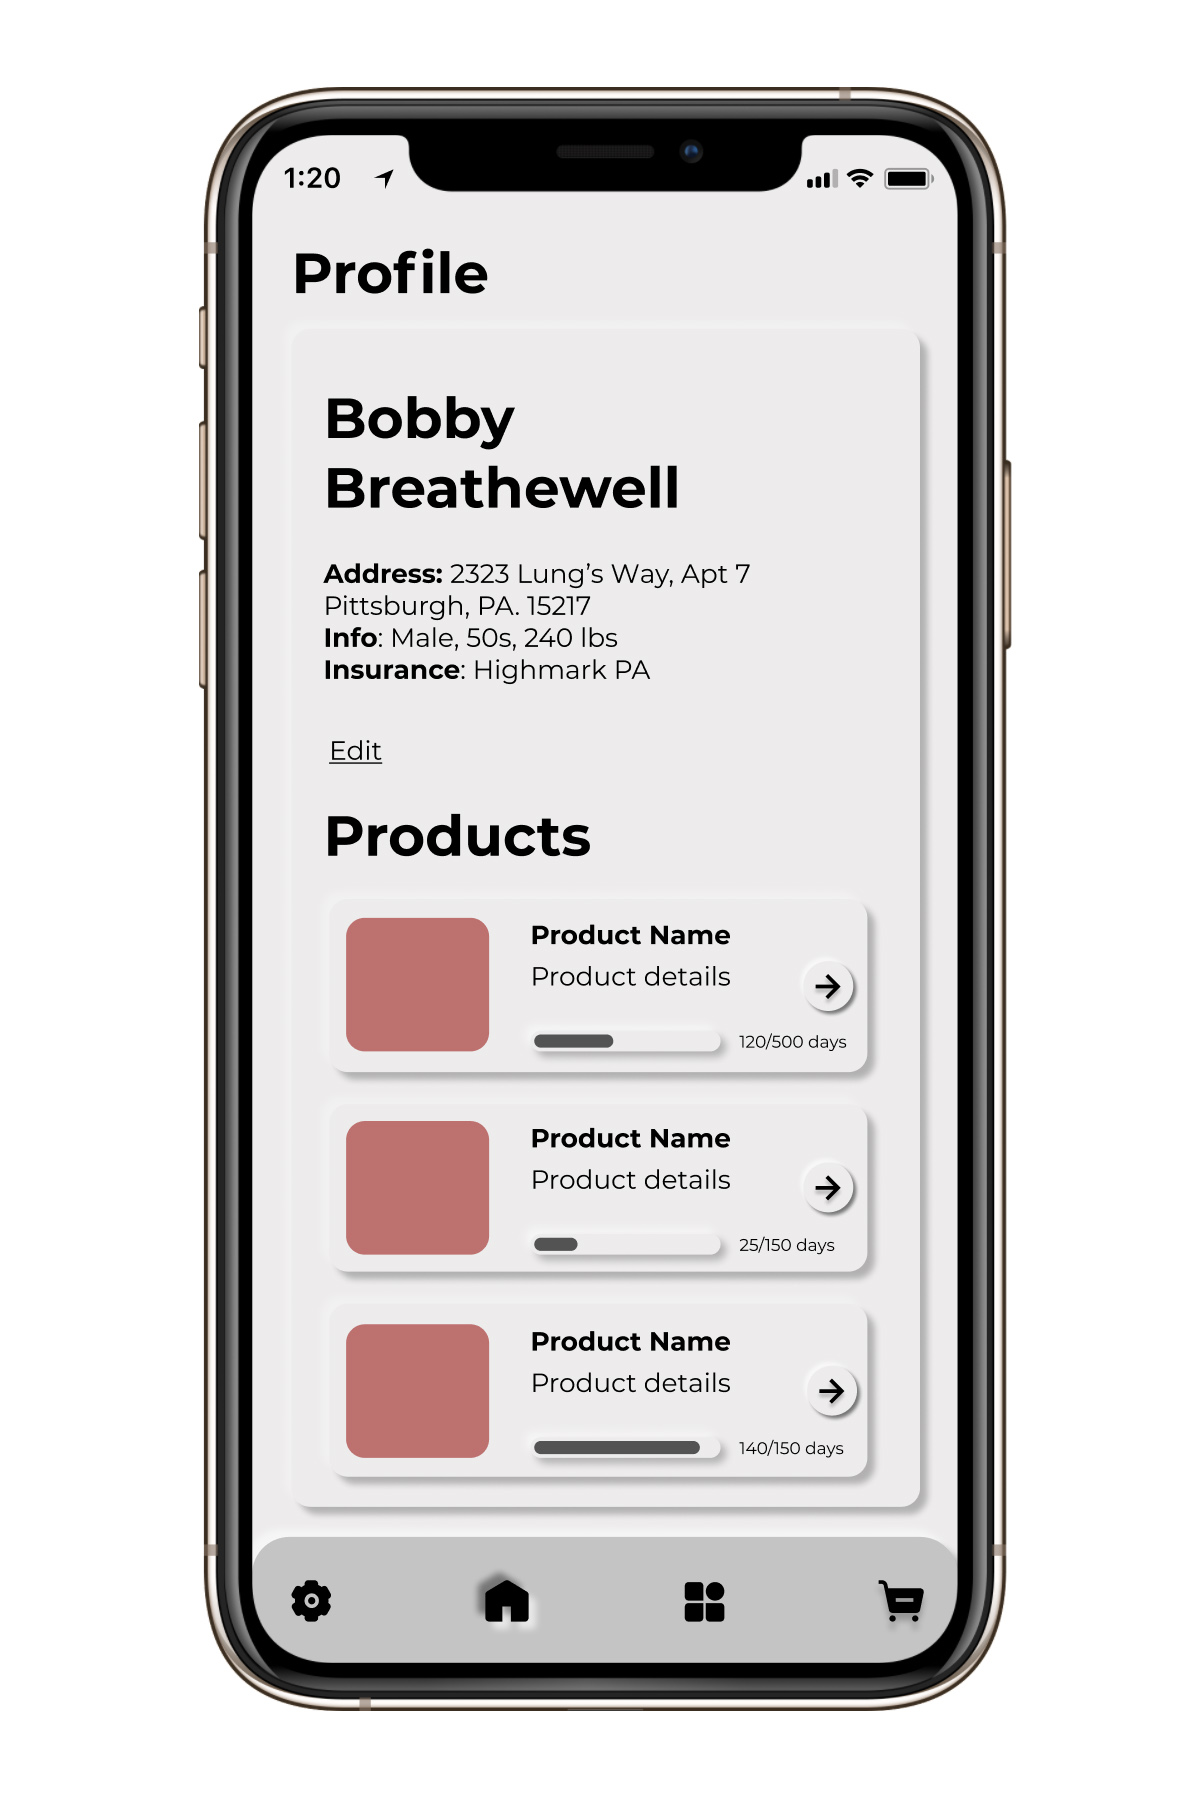 1:20
Profile
Bobby
Breathewell
Address: 2323 Lung's Way, Apt 7
Pittsburgh, PA. 15217
Info: Male, 50s, 240 lbs
Insurance: Highmark PA
Edit
Products
Product Name
Product details
120/500 days
Product Name
Product details
25/150 days
Product Name
Product details
140/150 days